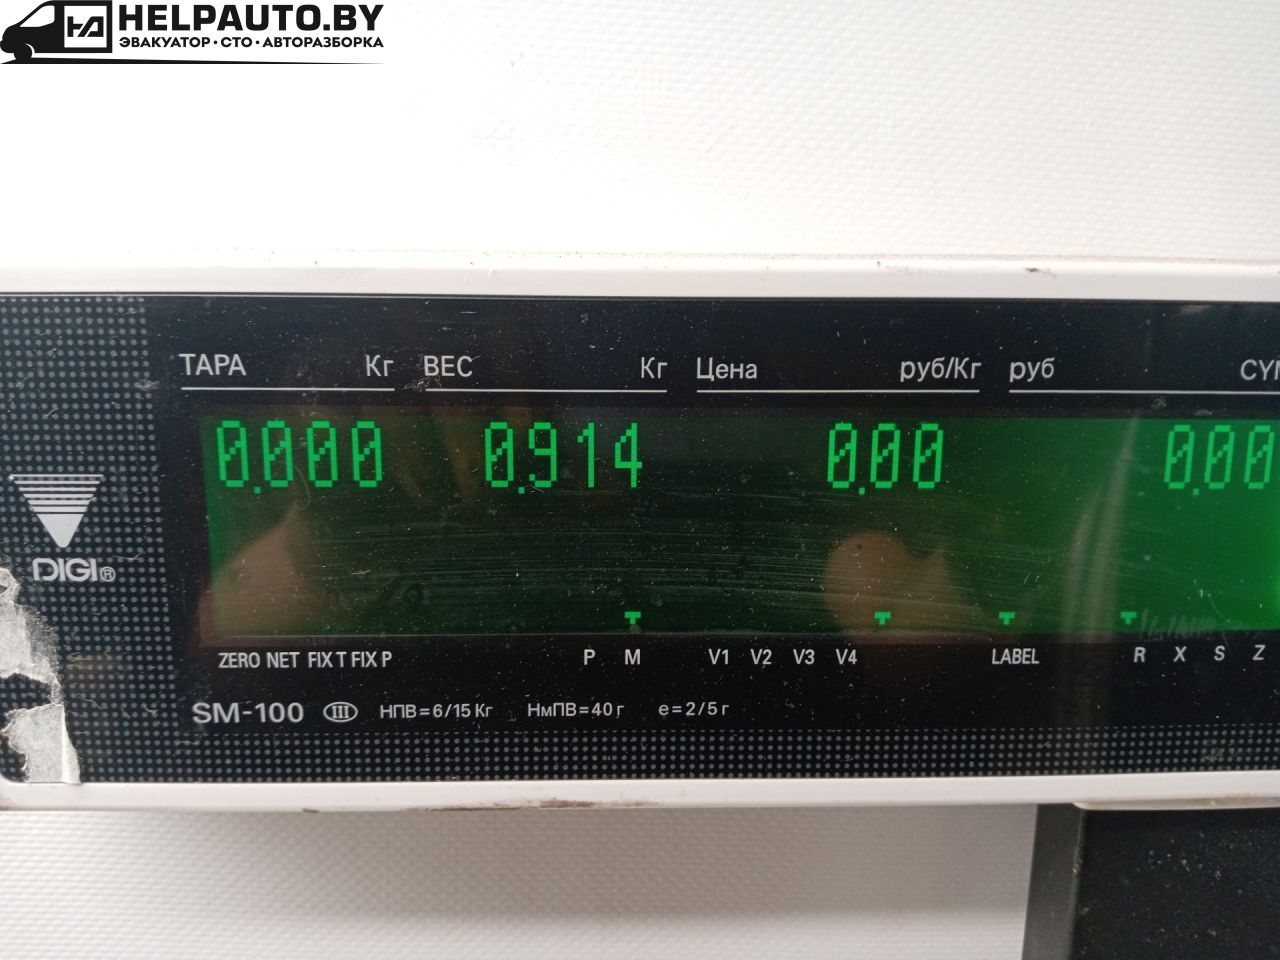 HELPAUTO.BY
ЭВАКУАТОР·СТО·АВТОРАЗБОРКА
ТАРА Кг ВЕС Кг Цена руб/Кг руб
0.000 0.914 0.00 0.00
DIGI®
ZERO NET FIX T FIX P P M V1 V2 V3 V4 LABEL R X S Z
SM-100 III НПВ=6/15 Кг НмПВ=40 г e=2/5 г